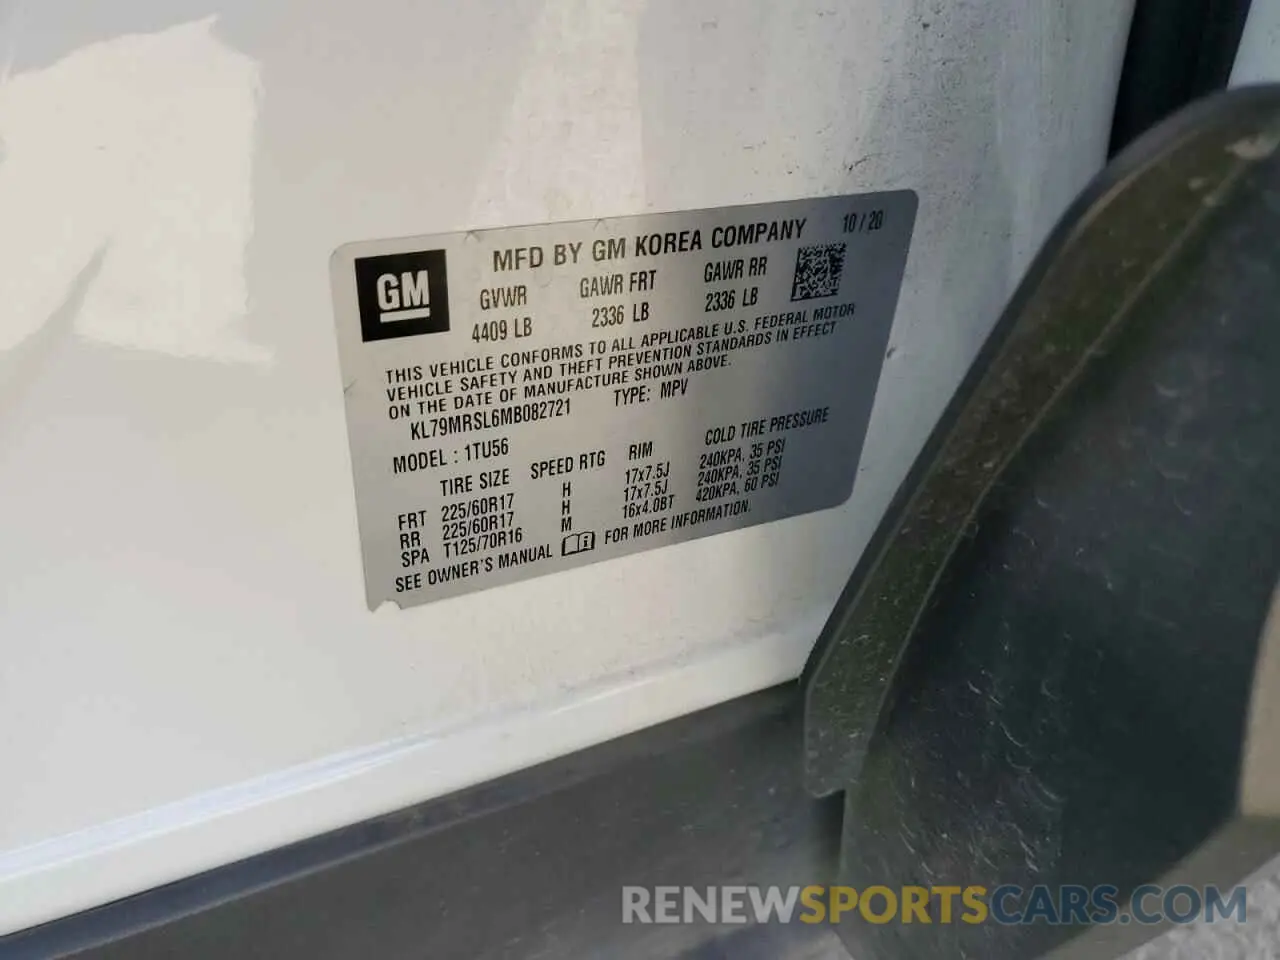 MFD BY GM KOREA COMPANY 10 / 20
GM
GVWR GAWR FRT GAWR RR
4409 LB 2336 LB 2336 LB
THIS VEHICLE CONFORMS TO ALL APPLICABLE U.S. FEDERAL MOTOR
VEHICLE SAFETY AND THEFT PREVENTION STANDARDS IN EFFECT
ON THE DATE OF MANUFACTURE SHOWN ABOVE.
KL79MRSL6MB082721 TYPE: MPV
MODEL : 1TU56
TIRE SIZE SPEED RTG RIM COLD TIRE PRESSURE
FRT 225/60R17 H 17x7.5J 240KPA, 35 PSI
RR 225/60R17 H 17x7.5J 240KPA, 35 PSI
SPA T125/70R16 M 16x4.0BT 420KPA, 60 PSI
SEE OWNER'S MANUAL FOR MORE INFORMATION.
RENEWSPORTSCARS.COM